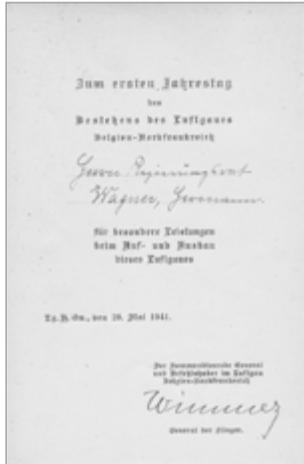 Zum ersten Jahrestag
des
Bestehens des Luftgaues
Belgien-Nordfrankreich
Herrn Regierungsrat
Wagner, Hermann.
für besondere Leistungen
beim Auf- und Ausbau
dieses Luftgaues
den 20. Mai 1941.
Der Kommandierende General
und Befehlshaber im Luftgau
Belgien-Nordfrankreich
Wimmer
General der Flieger.